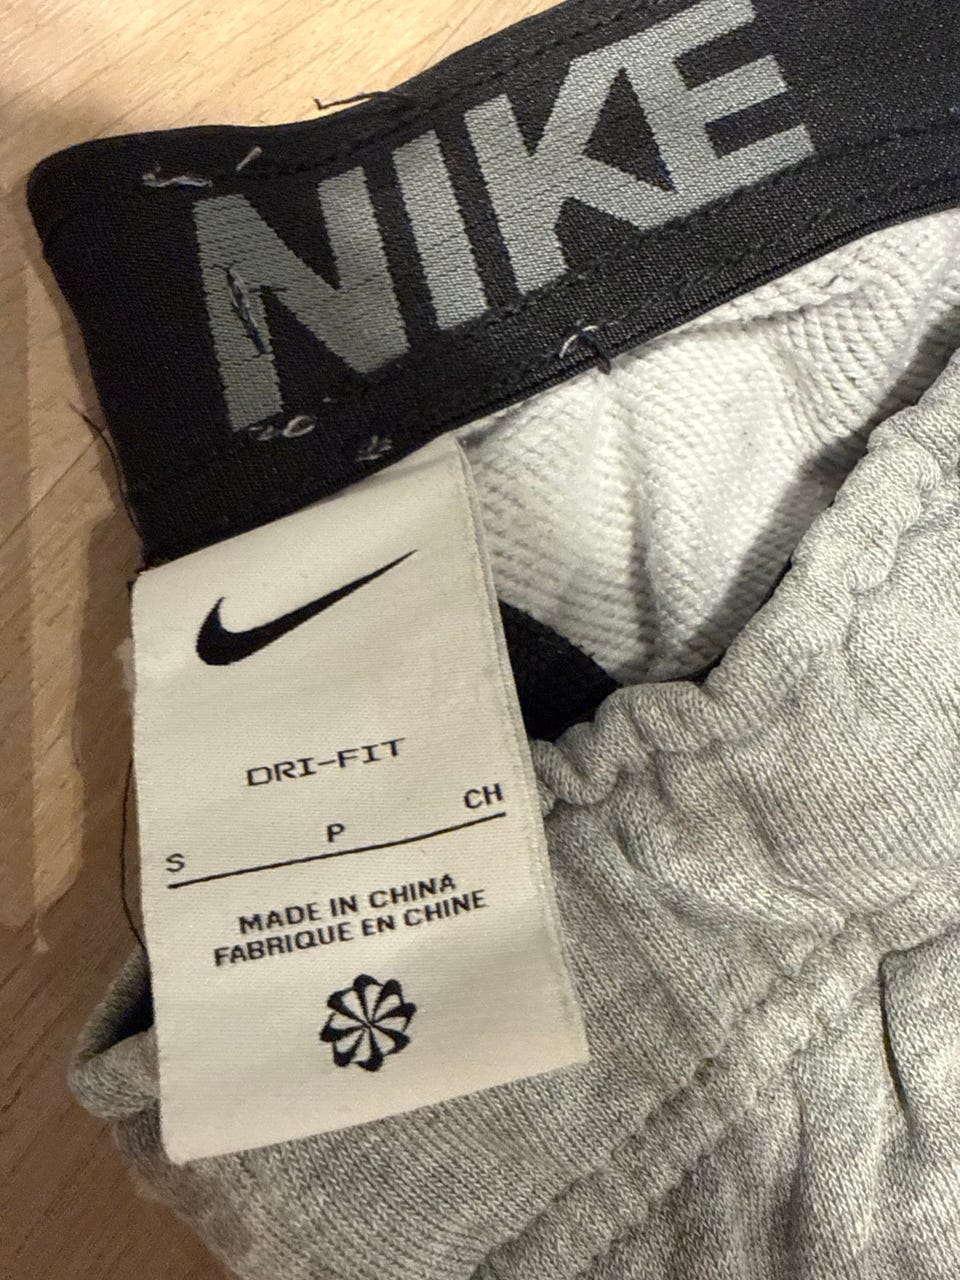 NIKE
DRI-FIT
S P CH
MADE IN CHINA
FABRIQUE EN CHINE